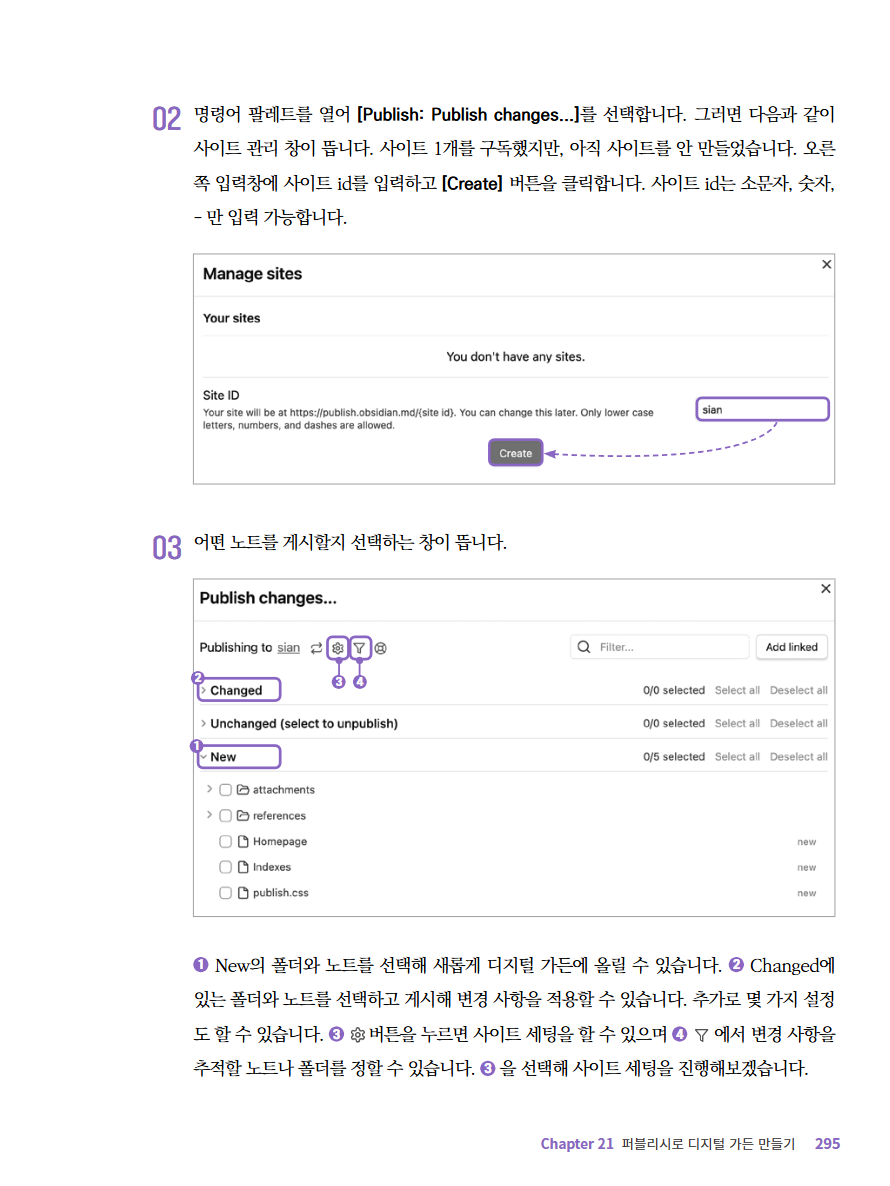 02 명령어 팔레트를 열어 [Publish: Publish changes...]를 선택합니다. 그러면 다음과 같이
사이트 관리 창이 뜹니다. 사이트 1개를 구독했지만, 아직 사이트를 안 만들었습니다. 오른
쪽 입력창에 사이트 id를 입력하고 [Create] 버튼을 클릭합니다. 사이트 id는 소문자, 숫자,
- 만 입력 가능합니다.
Manage sites
Your sites
You don't have any sites.
Site ID
Your site will be at https://publish.obsidian.md/{site id}. You can change this later. Only lower case
letters, numbers, and dashes are allowed.
sian
Create
03 어떤 노트를 게시할지 선택하는 창이 뜹니다.
Publish changes...
Publishing to sian
Filter...
Add linked
❸ ❹
❷
Changed 0/0 selected Select all Deselect all
Unchanged (select to unpublish) 0/0 selected Select all Deselect all
❶
New 0/5 selected Select all Deselect all
attachments
references
Homepage new
Indexes new
publish.css new
❶ New의 폴더와 노트를 선택해 새롭게 디지털 가든에 올릴 수 있습니다. ❷ Changed에
있는 폴더와 노트를 선택하고 게시해 변경 사항을 적용할 수 있습니다. 추가로 몇 가지 설정
도 할 수 있습니다. ❸ 버튼을 누르면 사이트 세팅을 할 수 있으며 ❹ 에서 변경 사항을
추적할 노트나 폴더를 정할 수 있습니다. ❸ 을 선택해 사이트 세팅을 진행해보겠습니다.
Chapter 21 퍼블리시로 디지털 가든 만들기 295